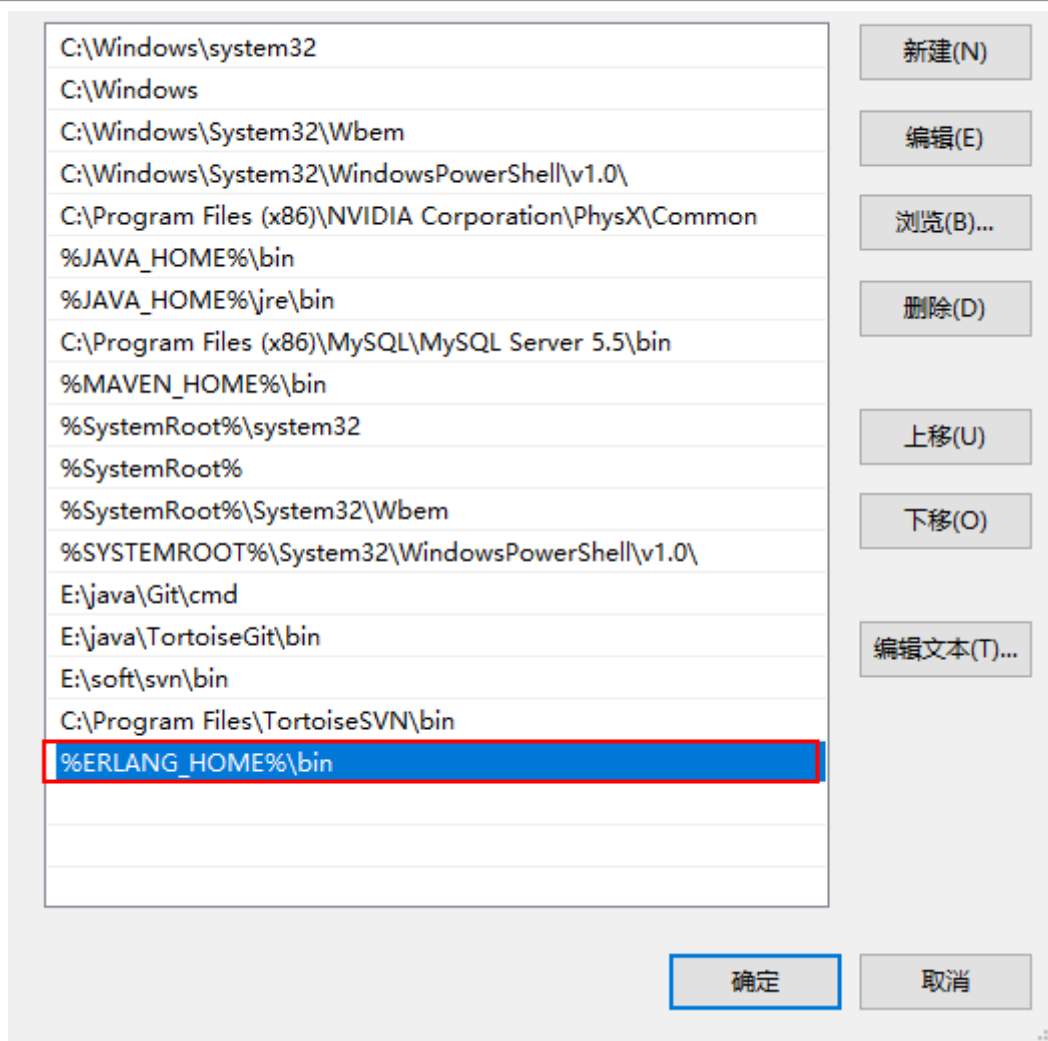 C:\Windows\system32
C:\Windows
C:\Windows\System32\Wbem
C:\Windows\System32\WindowsPowerShell\v1.0\
C:\Program Files (x86)\NVIDIA Corporation\PhysX\Common
%JAVA_HOME%\bin
%JAVA_HOME%\jre\bin
C:\Program Files (x86)\MySQL\MySQL Server 5.5\bin
%MAVEN_HOME%\bin
%SystemRoot%\system32
%SystemRoot%
%SystemRoot%\System32\Wbem
%SYSTEMROOT%\System32\WindowsPowerShell\v1.0\
E:\java\Git\cmd
E:\java\TortoiseGit\bin
E:\soft\svn\bin
C:\Program Files\TortoiseSVN\bin
%ERLANG_HOME%\bin
新建(N)
编辑(E)
浏览(B)...
删除(D)
上移(U)
下移(O)
编辑文本(T)...
确定
取消